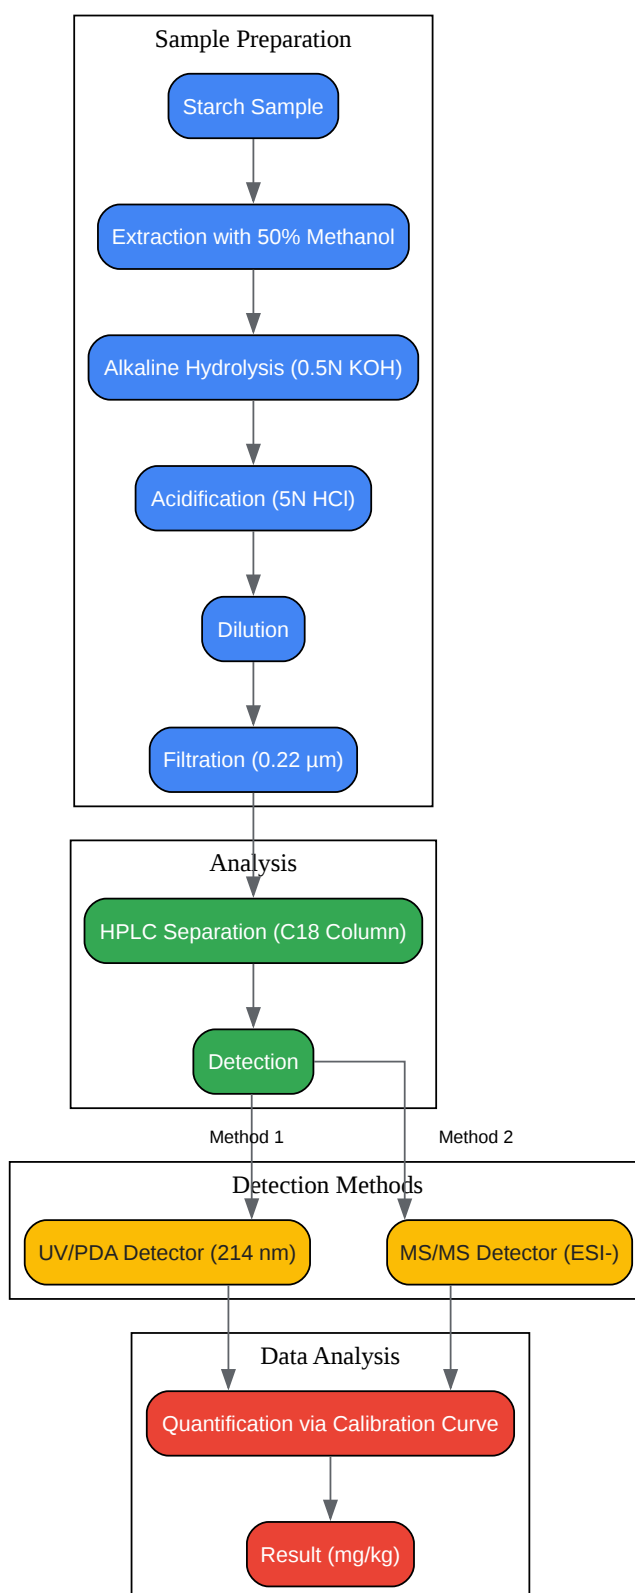 Sample Preparation
Starch Sample
Extraction with 50% Methanol
Alkaline Hydrolysis (0.5N KOH)
Acidification (5N HCl)
Dilution
Filtration (0.22 µm)
Analysis
HPLC Separation (C18 Column)
Detection
Method 1
Method 2
Detection Methods
UV/PDA Detector (214 nm)
MS/MS Detector (ESI-)
Data Analysis
Quantification via Calibration Curve
Result (mg/kg)